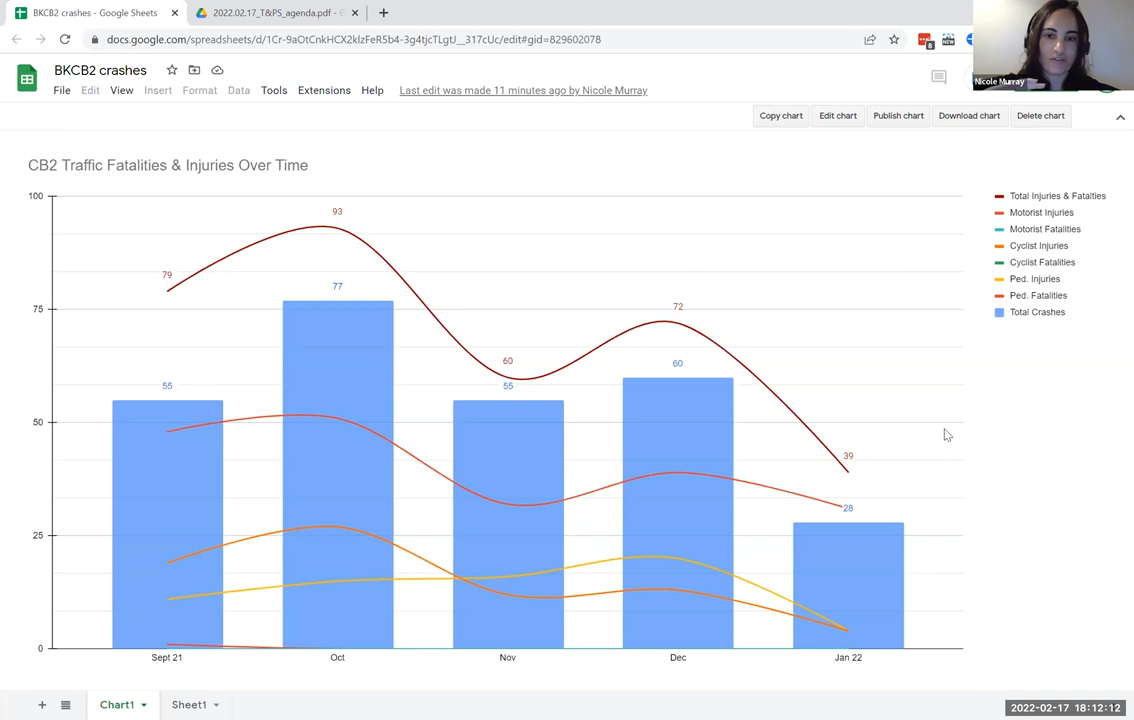 BKCB2 crashes - Google Sheets
2022.02.17_T&PS_agenda.pdf - G
docs.google.com/spreadsheets/d/1Cr-9aOtCnkHCX2klzFeR5b4-3g4tjcTLgtJ__317cUc/edit#gid=829602078
8
NEW
Nicole Murray
BKCB2 crashes
File Edit View Insert Format Data Tools Extensions Help Last edit was made 11 minutes ago by Nicole Murray
Copy chart Edit chart Publish chart Download chart Delete chart
CB2 Traffic Fatalities & Injuries Over Time
100
75
50
25
0
79
93
60
72
39
55
77
55
60
28
Sept 21 Oct Nov Dec Jan 22
Total Injuries & Fatalties
Motorist Injuries
Motorist Fatalities
Cyclist Injuries
Cyclist Fatalities
Ped. Injuries
Ped. Fatalities
Total Crashes
Chart1 Sheet1
2022-02-17 18:12:12